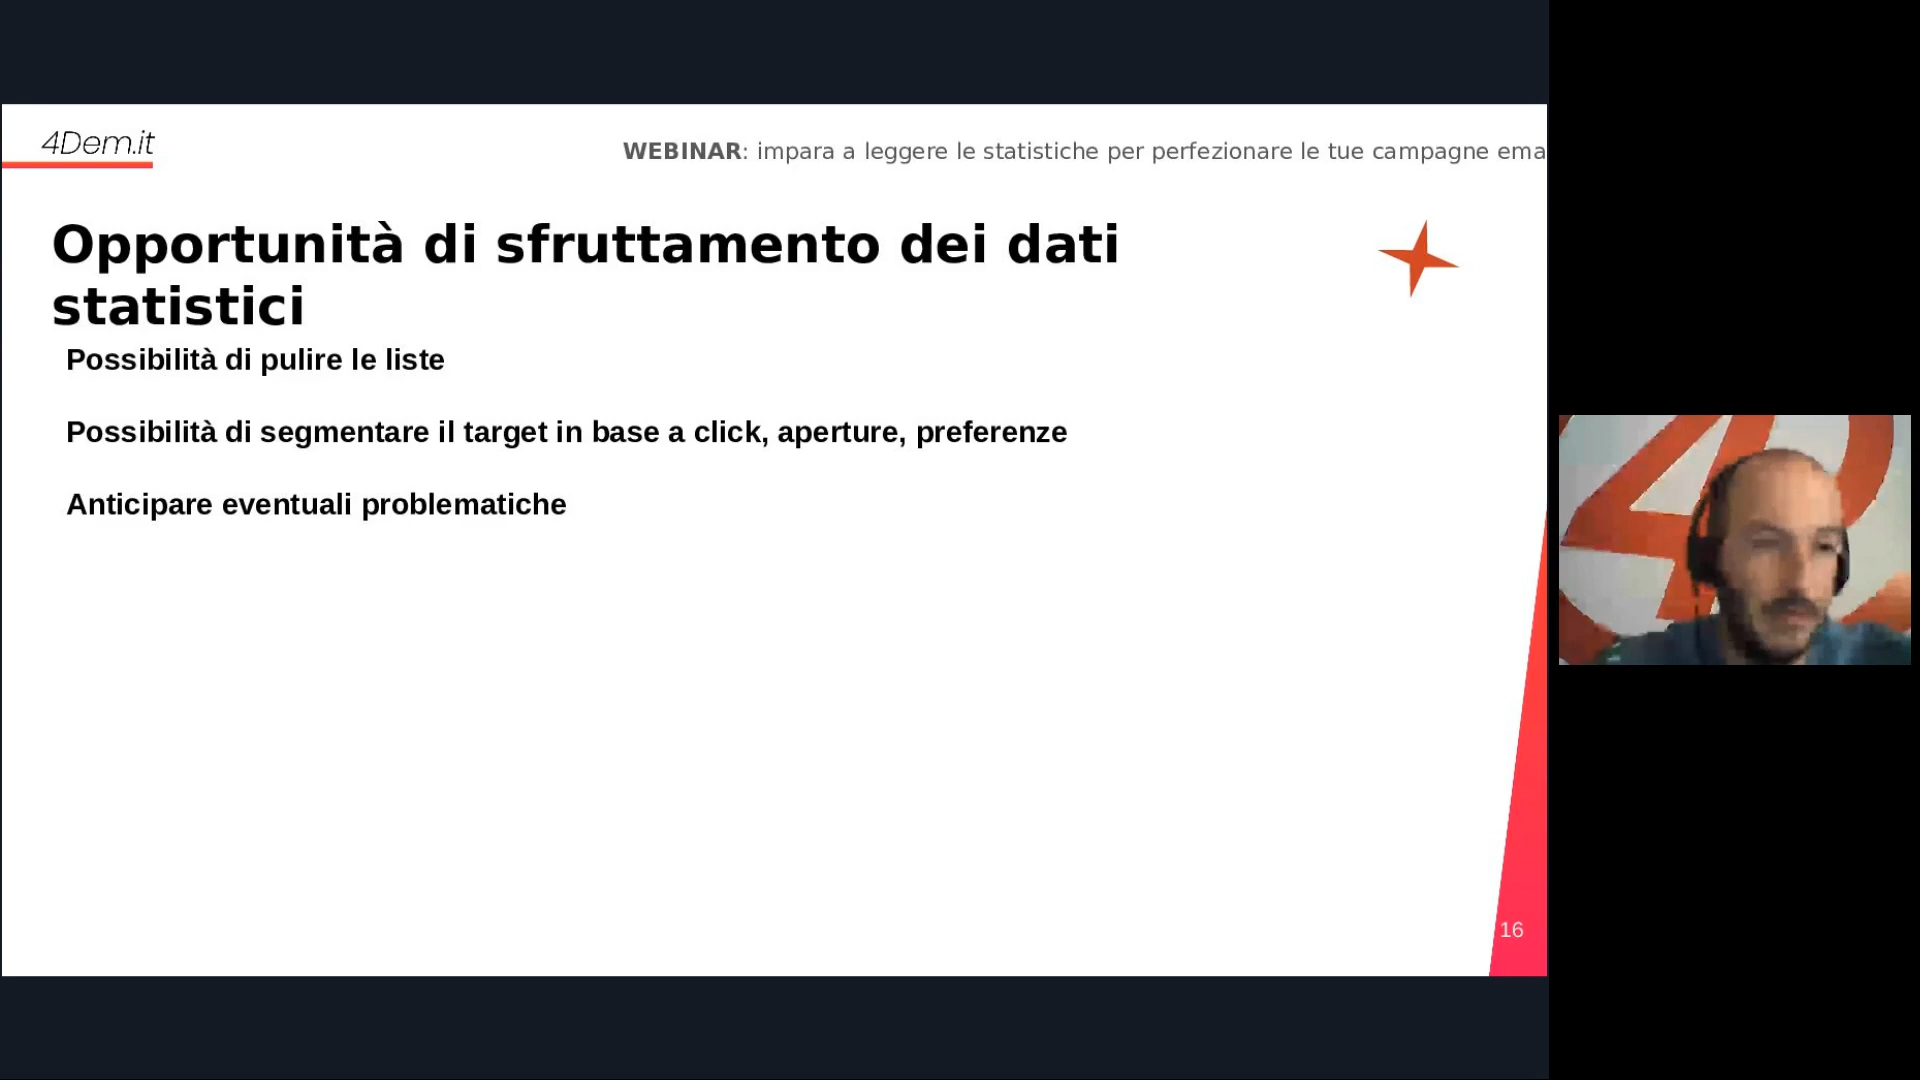 4Dem.it
WEBINAR: impara a leggere le statistiche per perfezionare le tue campagne ema
Opportunità di sfruttamento dei dati
statistici
Possibilità di pulire le liste
Possibilità di segmentare il target in base a click, aperture, preferenze
Anticipare eventuali problematiche
16